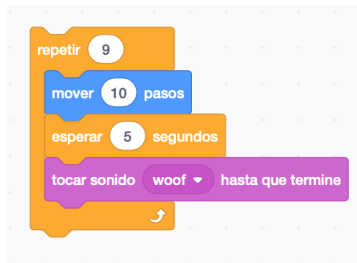 repetir 9
mover 10 pasos
esperar 5 segundos
tocar sonido woof hasta que termine